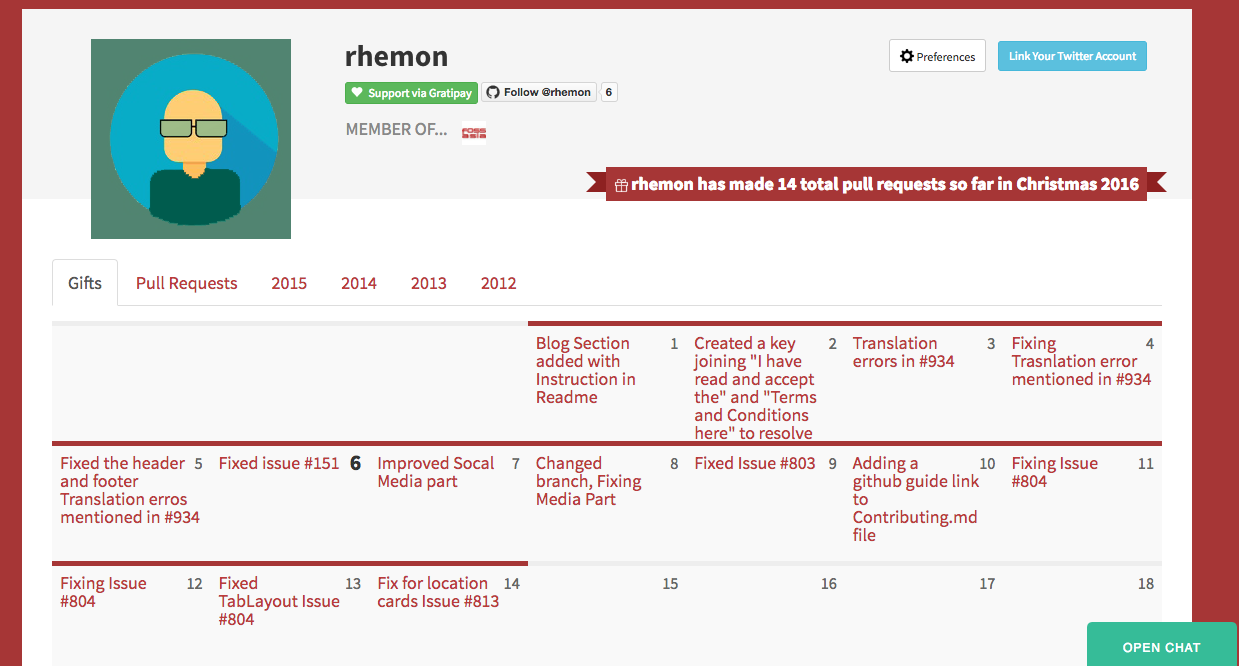 rhemon
Preferences
Link Your Twitter Account
Support via Gratipay
Follow @rhemon
6
MEMBER OF...
FOSS
ASIA
rhemon has made 14 total pull requests so far in Christmas 2016
Gifts
Pull Requests
2015
2014
2013
2012
Blog Section
added with
Instruction in
Readme
1
Created a key
joining "I have
read and accept
the" and "Terms
and Conditions
here" to resolve
2
Translation
errors in #934
3
Fixing
Trasnlation error
mentioned in #934
4
Fixed the header
and footer
Translation erros
mentioned in #934
5
Fixed issue #151
6
Improved Socal
Media part
7
Changed
branch, Fixing
Media Part
8
Fixed Issue #803
9
Adding a
github guide link
to
Contributing.md
file
10
Fixing Issue
#804
11
Fixing Issue
#804
12
Fixed
TabLayout Issue
#804
13
Fix for location
cards Issue #813
14
15
16
17
18
OPEN CHAT